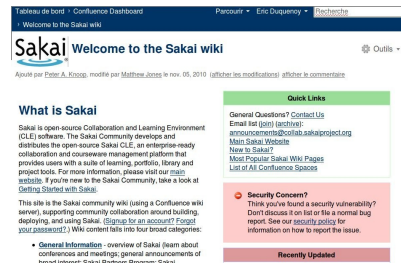 Tableau de bord › Confluence Dashboard
Parcourir Eric Duquenoy Recherche
› Welcome to the Sakai wiki
Sakai Welcome to the Sakai wiki
Outils
Ajouté par Peter A. Knoop, modifié par Matthew Jones le nov. 05, 2010 (afficher les modifications) afficher le commentaire
What is Sakai
Sakai is open-source Collaboration and Learning Environment
(CLE) software. The Sakai Community develops and
distributes the open-source Sakai CLE, an enterprise-ready
collaboration and courseware management platform that
provides users with a suite of learning, portfolio, library and
project tools. For more information, please visit our main
website. If you're new to the Sakai Community, take a look at
Getting Started with Sakai.
This site is the Sakai community wiki (using a Confluence wiki
server), supporting community collaboration around building,
deploying, and using Sakai. (Signup for an account? Forgot
your password?.) Wiki content falls into four broad categories:
• General Information - overview of Sakai (learn about
conferences and meetings; general announcements of
broad interest; Sakai Partners Program; Sakai
Quick Links
General Questions? Contact Us
Email list (join) (archive):
announcements@collab.sakaiproject.org
Main Sakai Website
New to Sakai?
Most Popular Sakai Wiki Pages
List of All Confluence Spaces
Security Concern?
Think you've found a security vulnerability?
Don't discuss it on list or file a normal bug
report. See our security policy for
information on how to report the issue.
Recently Updated